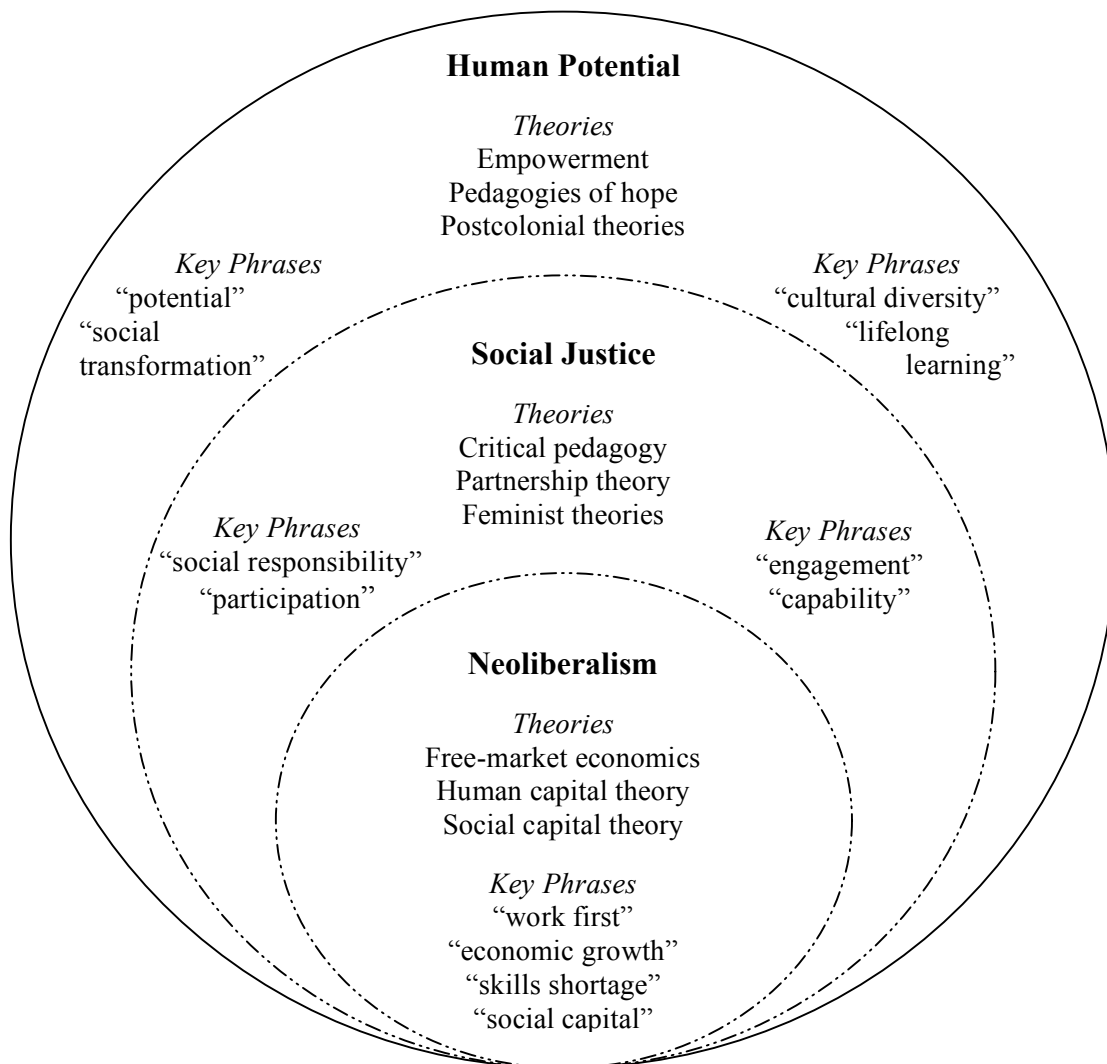 Human Potential
Theories
Empowerment
Pedagogies of hope
Postcolonial theories
Key Phrases
“potential”
“social
transformation”
Key Phrases
“cultural diversity”
“lifelong
learning”
Social Justice
Theories
Critical pedagogy
Partnership theory
Feminist theories
Key Phrases
“social responsibility”
“participation”
Key Phrases
“engagement”
“capability”
Neoliberalism
Theories
Free-market economics
Human capital theory
Social capital theory
Key Phrases
“work first”
“economic growth”
“skills shortage”
“social capital”